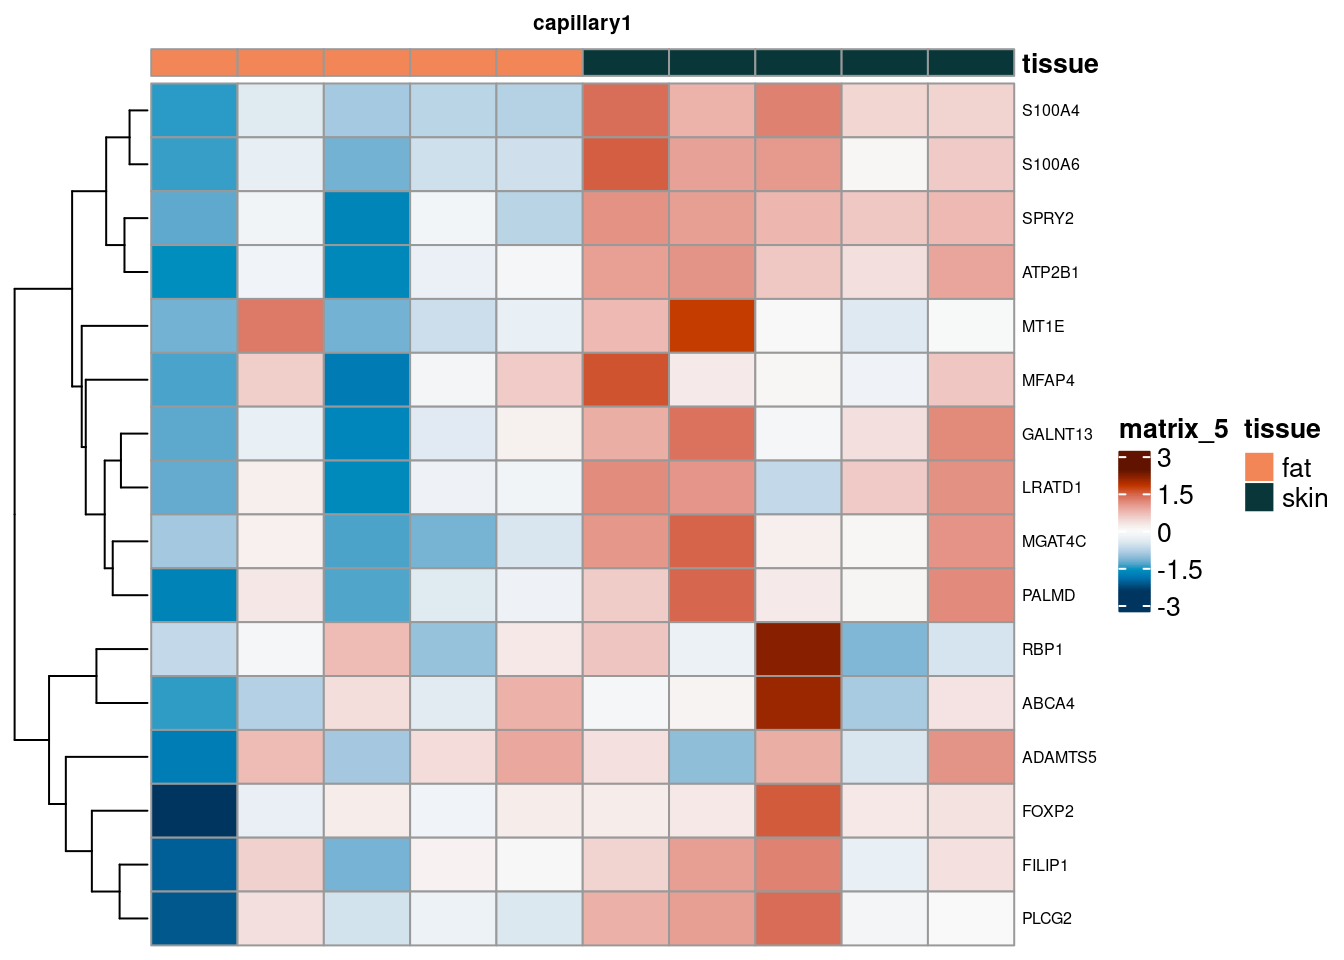 capillary1
tissue
S100A4
S100A6
SPRY2
ATP2B1
MT1E
MFAP4
GALNT13
LRATD1
MGAT4C
PALMD
RBP1
ABCA4
ADAMTS5
FOXP2
FILIP1
PLCG2
matrix_5
3
1.5
0
-1.5
-3
tissue
fat
skin